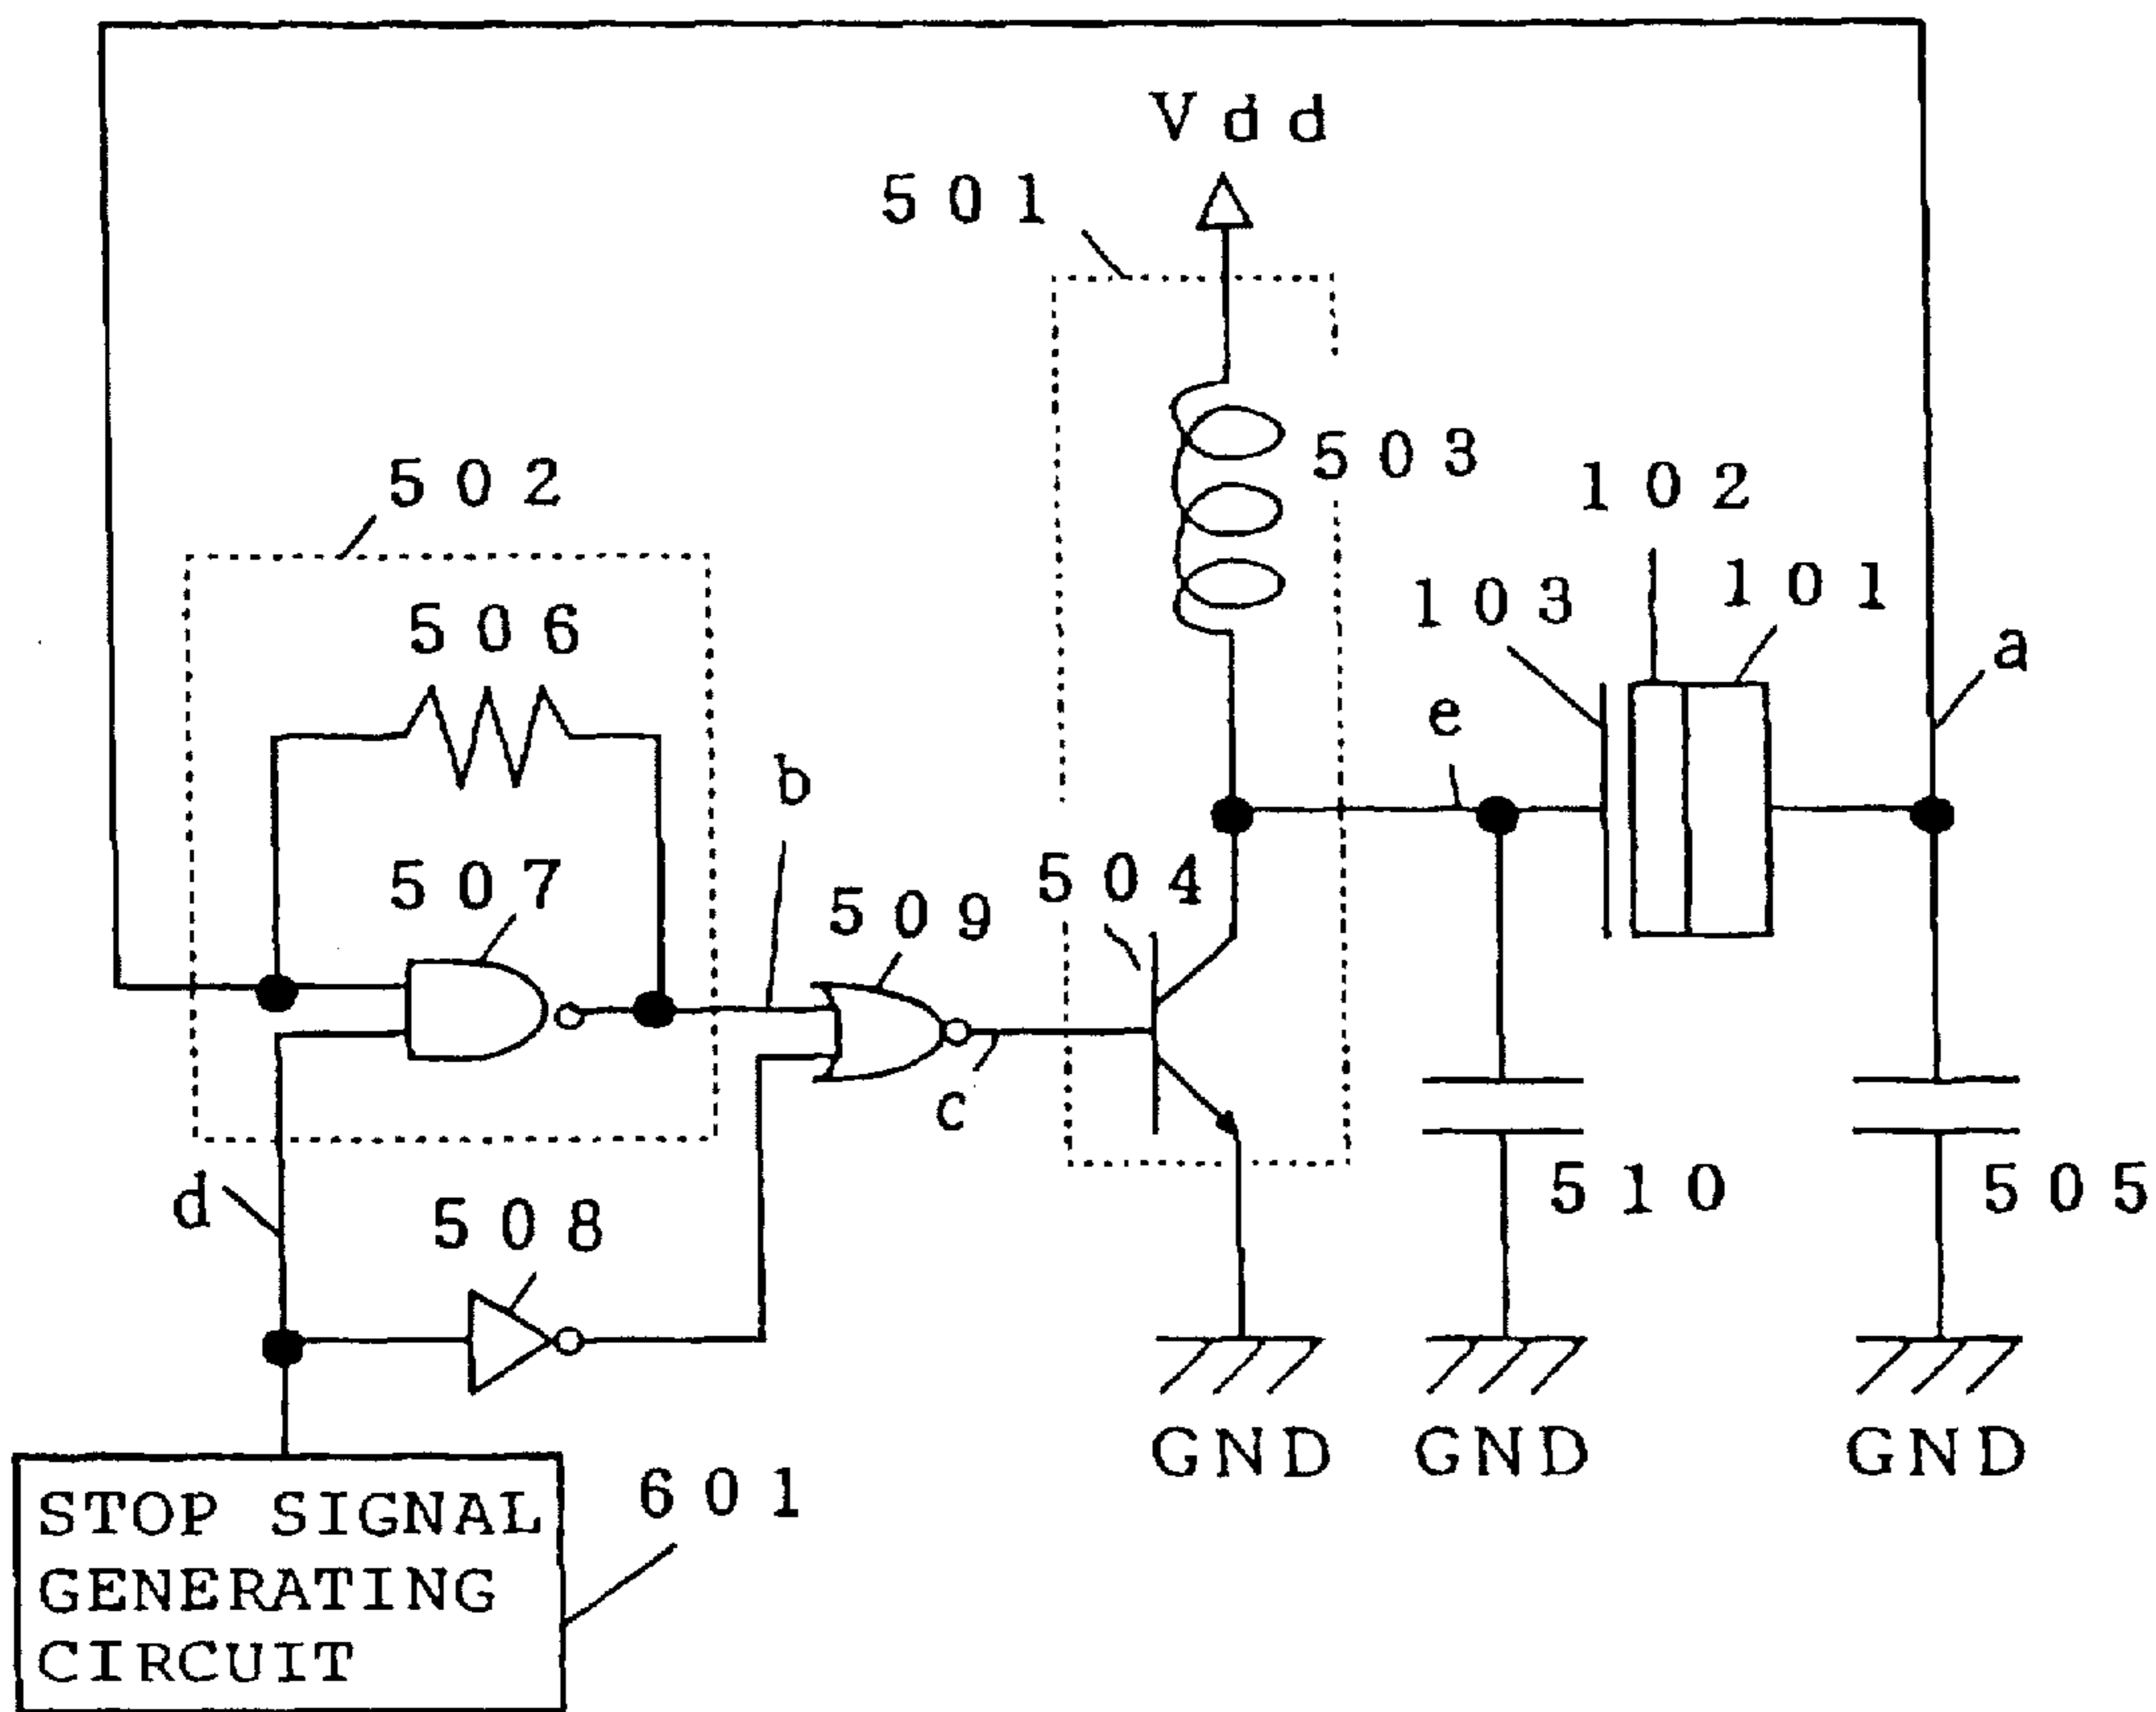 Vdd
501
503
502
102
101
103
506
a
e
b
507
504
509
c
d
508
510
505
GND GND GND
601
STOP SIGNAL
GENERATING
CIRCUIT